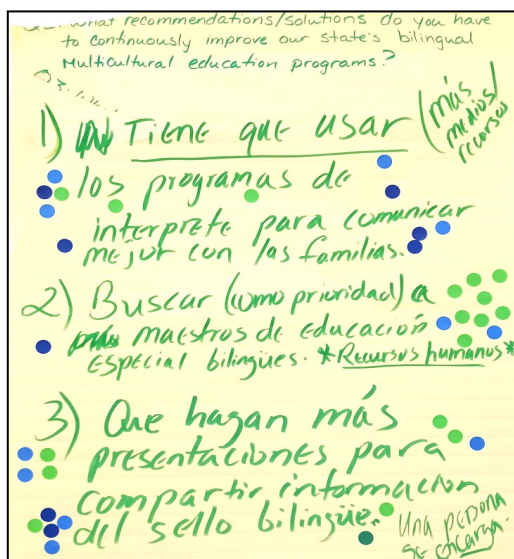 What recommendations/solutions do you have
to continuously improve our state's bilingual
Multicultural education programs?
1) Tiene que usar (más medios/recursos)
los programas de
interprete para comunicar
mejor con las familias.
2) Buscar (como prioridad) a
maestros de educación
especial bilingües. *Recursos humanos*
3) Que hagan más
presentaciones para
compartir informacion
del sello bilingüe.
Una persona
se encarga.